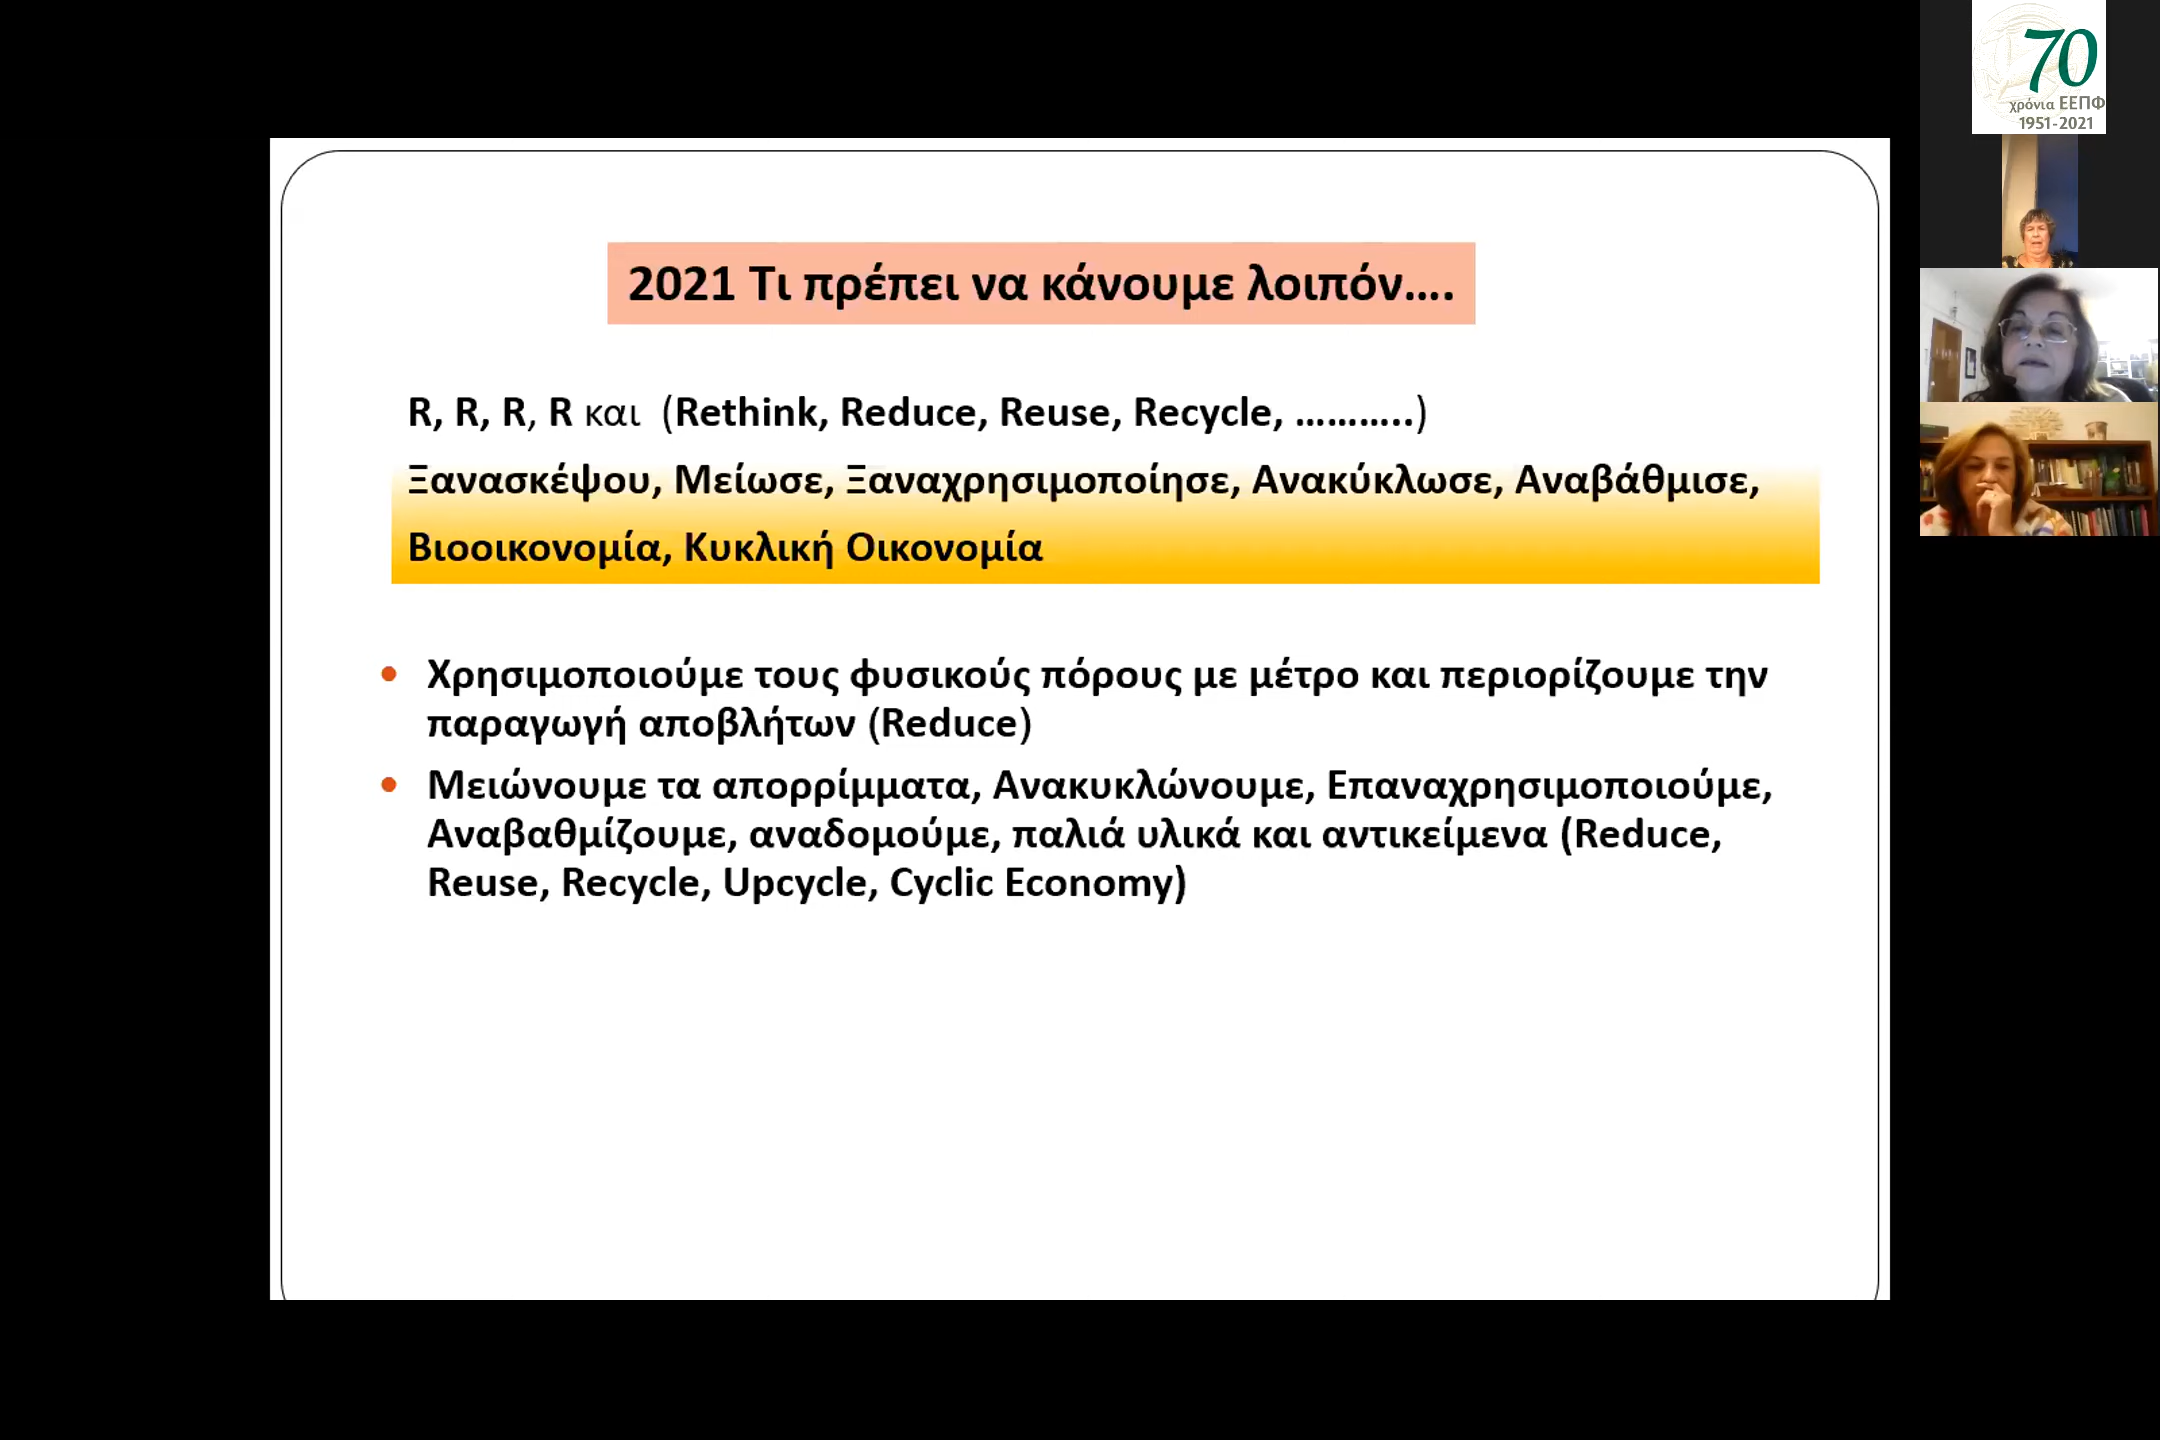 70
χρόνια ΕΕΠΦ
1951-2021
2021 Τι πρέπει να κάνουμε λοιπόν....
R, R, R, R και (Rethink, Reduce, Reuse, Recycle, ………..)
Ξανασκέψου, Μείωσε, Ξαναχρησιμοποίησε, Ανακύκλωσε, Αναβάθμισε,
Βιοοικονομία, Κυκλική Οικονομία
• Χρησιμοποιούμε τους φυσικούς πόρους με μέτρο και περιορίζουμε την
παραγωγή αποβλήτων (Reduce)
• Μειώνουμε τα απορρίμματα, Ανακυκλώνουμε, Επαναχρησιμοποιούμε,
Αναβαθμίζουμε, αναδομούμε, παλιά υλικά και αντικείμενα (Reduce,
Reuse, Recycle, Upcycle, Cyclic Economy)